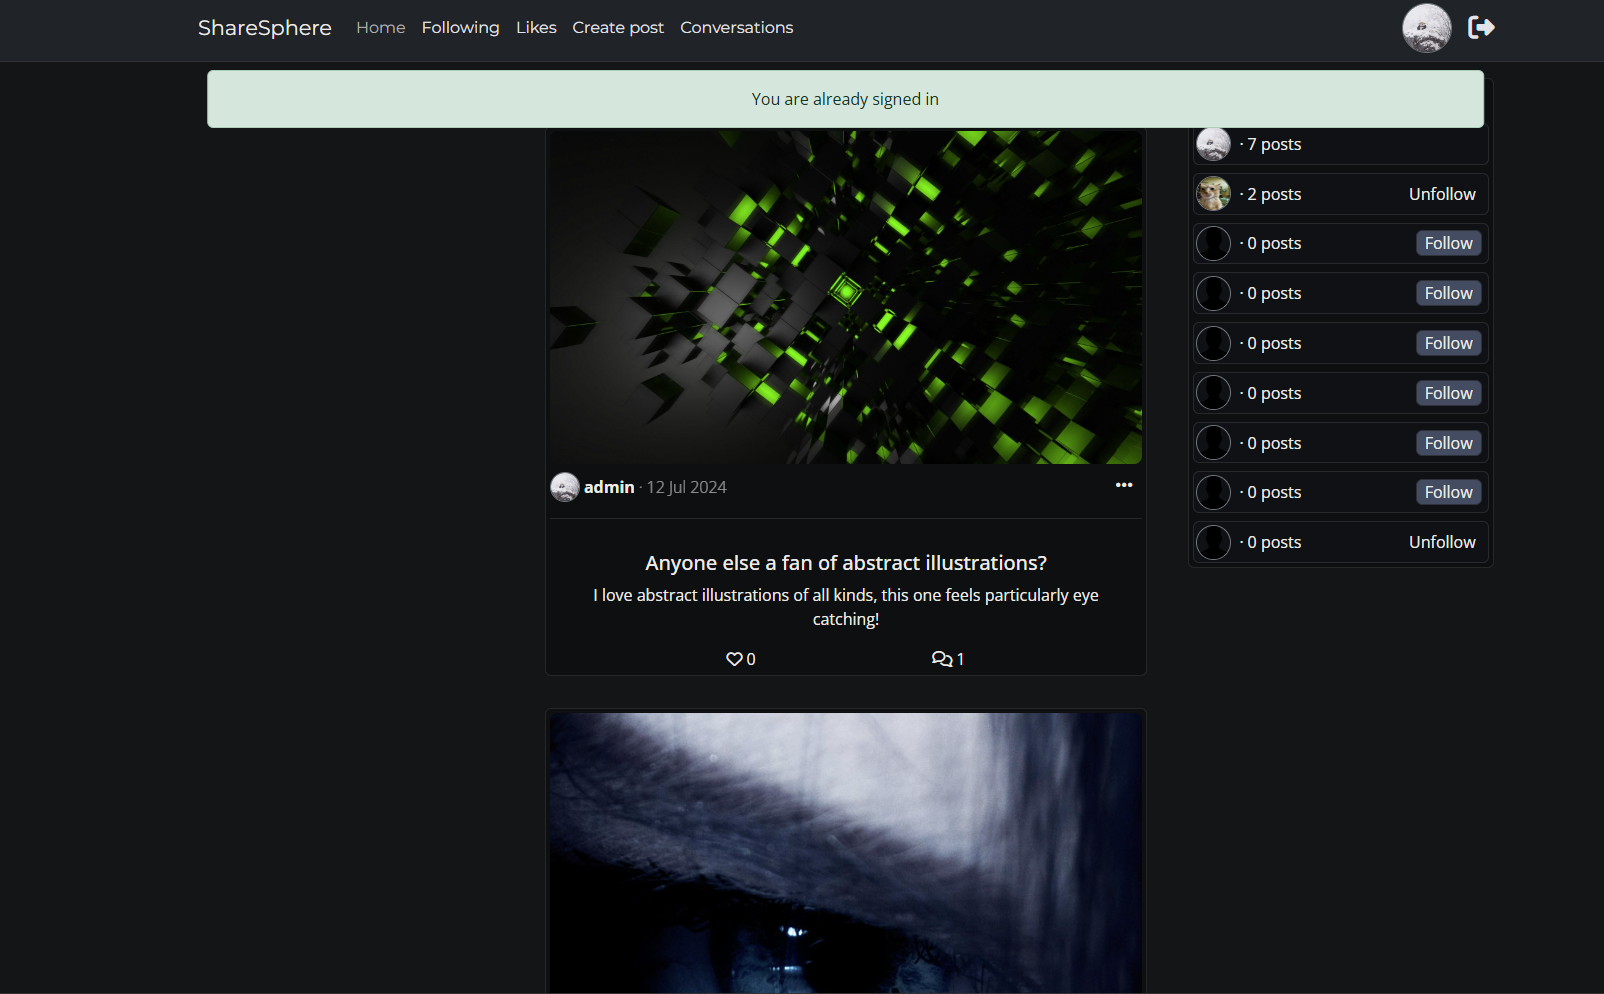 ShareSphere Home Following Likes Create post Conversations
You are already signed in
admin · 12 Jul 2024
Anyone else a fan of abstract illustrations?
I love abstract illustrations of all kinds, this one feels particularly eye
catching!
0 1
· 7 posts
· 2 posts Unfollow
· 0 posts Follow
· 0 posts Follow
· 0 posts Follow
· 0 posts Follow
· 0 posts Follow
· 0 posts Follow
· 0 posts Unfollow